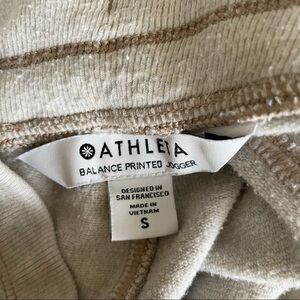 ATHLETA
BALANCE PRINTED JOGGER
DESIGNED IN
SAN FRANCISCO
MADE IN
VIETNAM
S